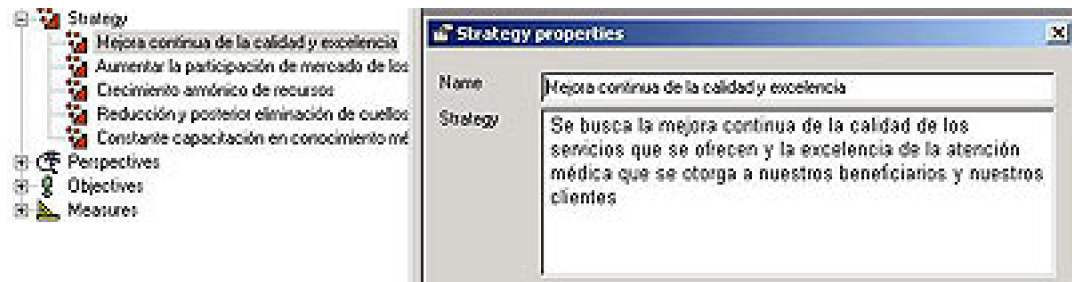 Strategy
Mejora continua de la calidad y excelencia
Aumentar la participación de mercado de los
Crecimiento armónico de recursos
Reducción y posterior eliminación de cuellos
Constante capacitación en conocimiento mé
Perspectives
Objectives
Measures
Strategy properties
Name
Mejora continua de la calidad y excelencia
Strategy
Se busca la mejora continua de la calidad de los
servicios que se ofrecen y la excelencia de la atención
médica que se otorga a nuestros beneficiarios y nuestros
clientes